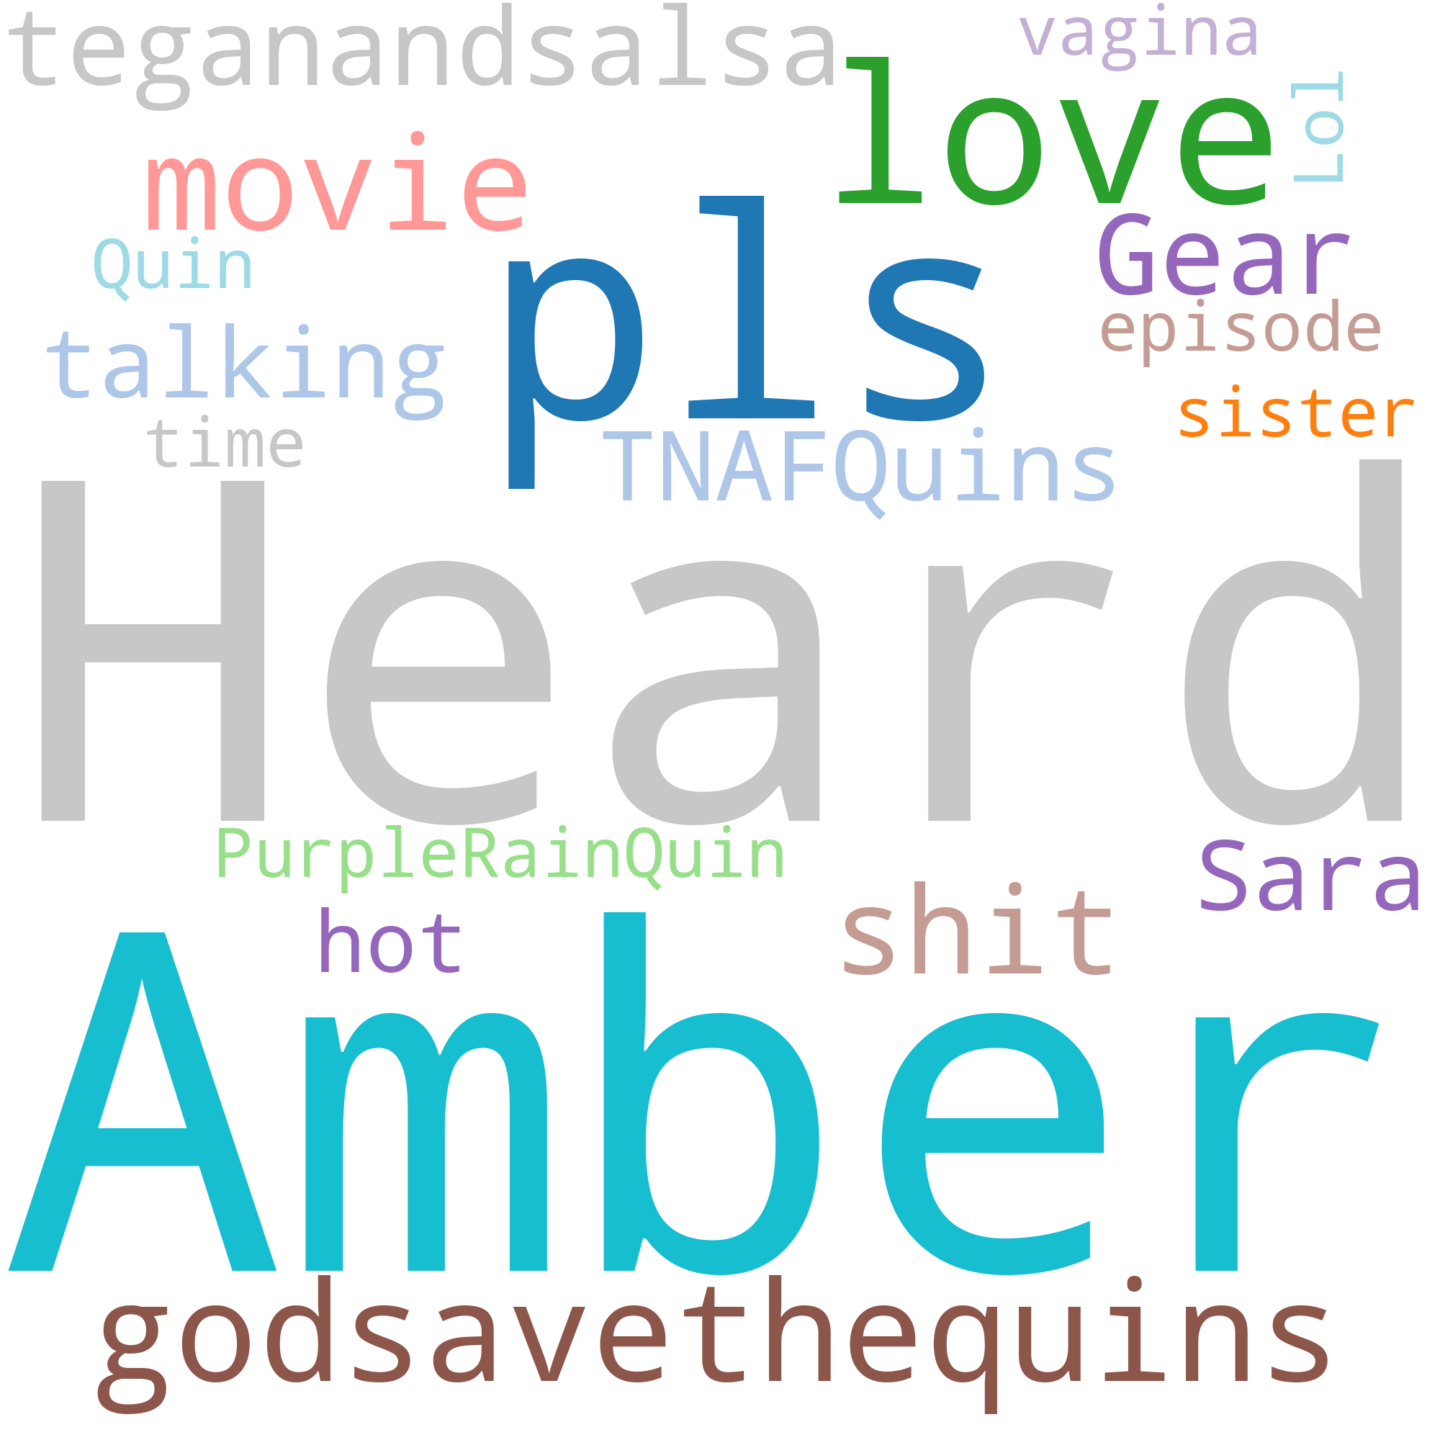 teganandsalsa
vagina
love
Lol
movie
pls
Gear
Quin
episode
talking
sister
time
TNAFQuins
Heard
PurpleRainQuin
Sara
hot
shit
Amber
godsavethequins